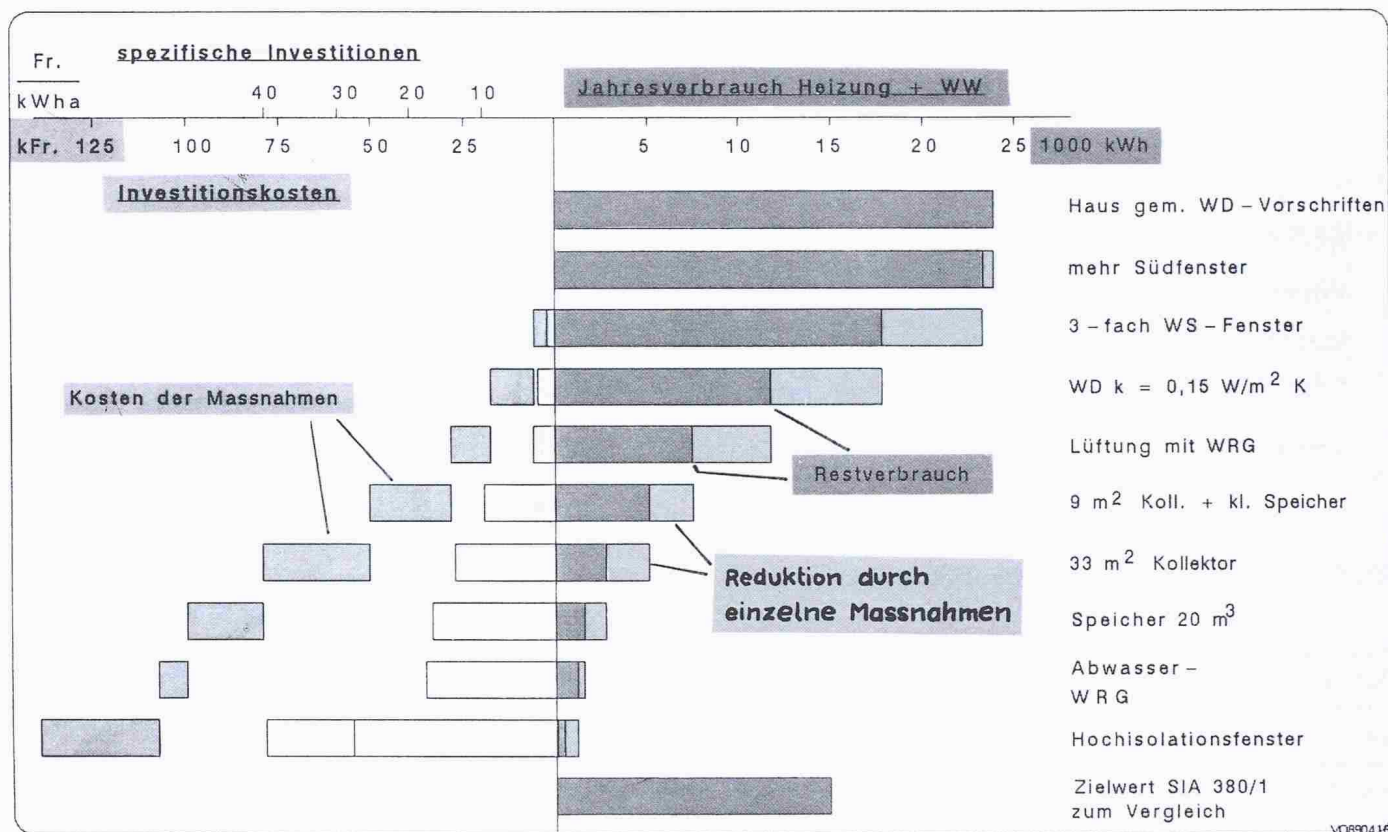 Fr.
kWha
spezifische Investitionen
40 30 20 10
Jahresverbrauch Heizung + WW
kFr. 125 100 75 50 25
5 10 15 20 25 1000 kWh
Investitionskosten
Haus gem. WD-Vorschriften
mehr Südfenster
3-fach WS-Fenster
WD k = 0,15 W/m² K
Kosten der Massnahmen
Lüftung mit WRG
Restverbrauch
9 m² Koll. + kl. Speicher
33 m² Kollektor
Reduktion durch
einzelne Massnahmen
Speicher 20 m³
Abwasser-
WRG
Hochisolationsfenster
Zielwert SIA 380/1
zum Vergleich